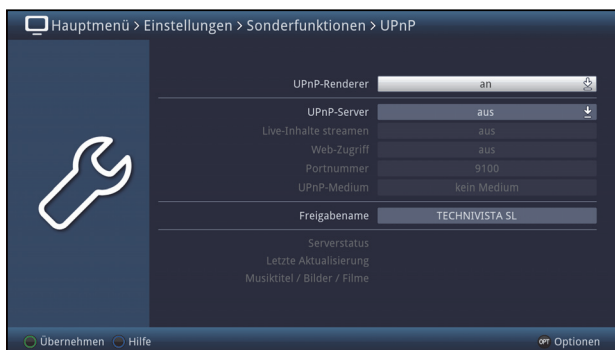 Hauptmenü > Einstellungen > Sonderfunktionen > UPnP
UPnP-Renderer an
UPnP-Server aus
Live-Inhalte streamen aus
Web-Zugriff aus
Portnummer 9100
UPnP-Medium kein Medium
Freigabename TECHNIVISTA SL
Serverstatus
Letzte Aktualisierung
Musiktitel / Bilder / Filme
Übernehmen Hilfe OPT Optionen